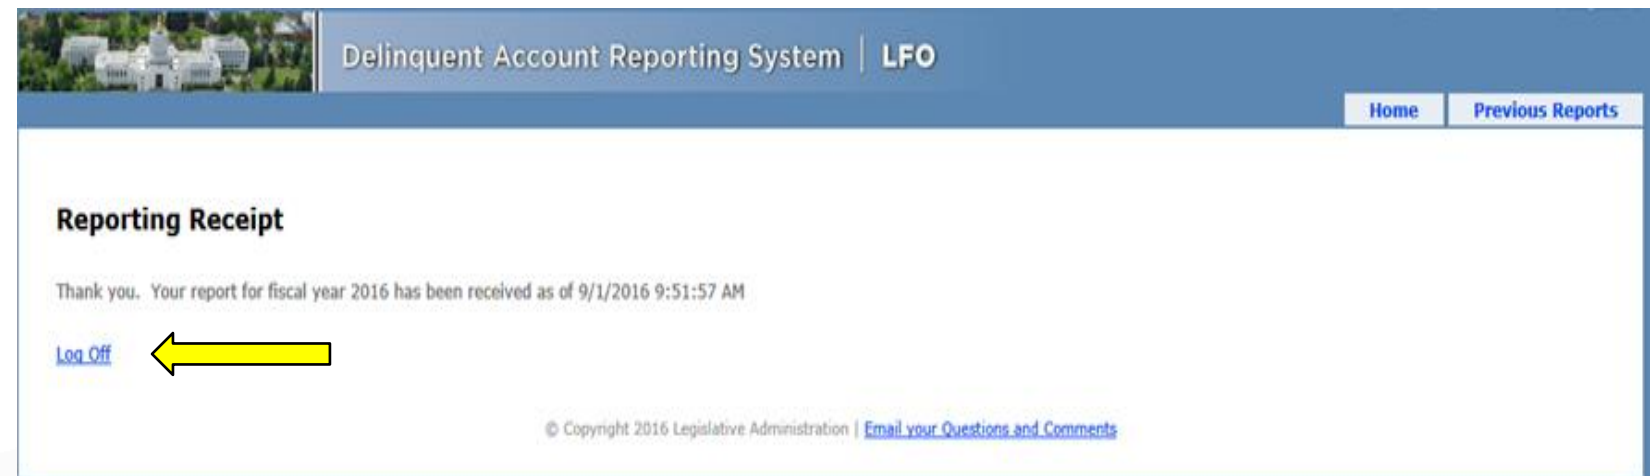 Delinquent Account Reporting System | LFO
Home Previous Reports
Reporting Receipt
Thank you. Your report for fiscal year 2016 has been received as of 9/1/2016 9:51:57 AM
Log Off
© Copyright 2016 Legislative Administration | Email your Questions and Comments